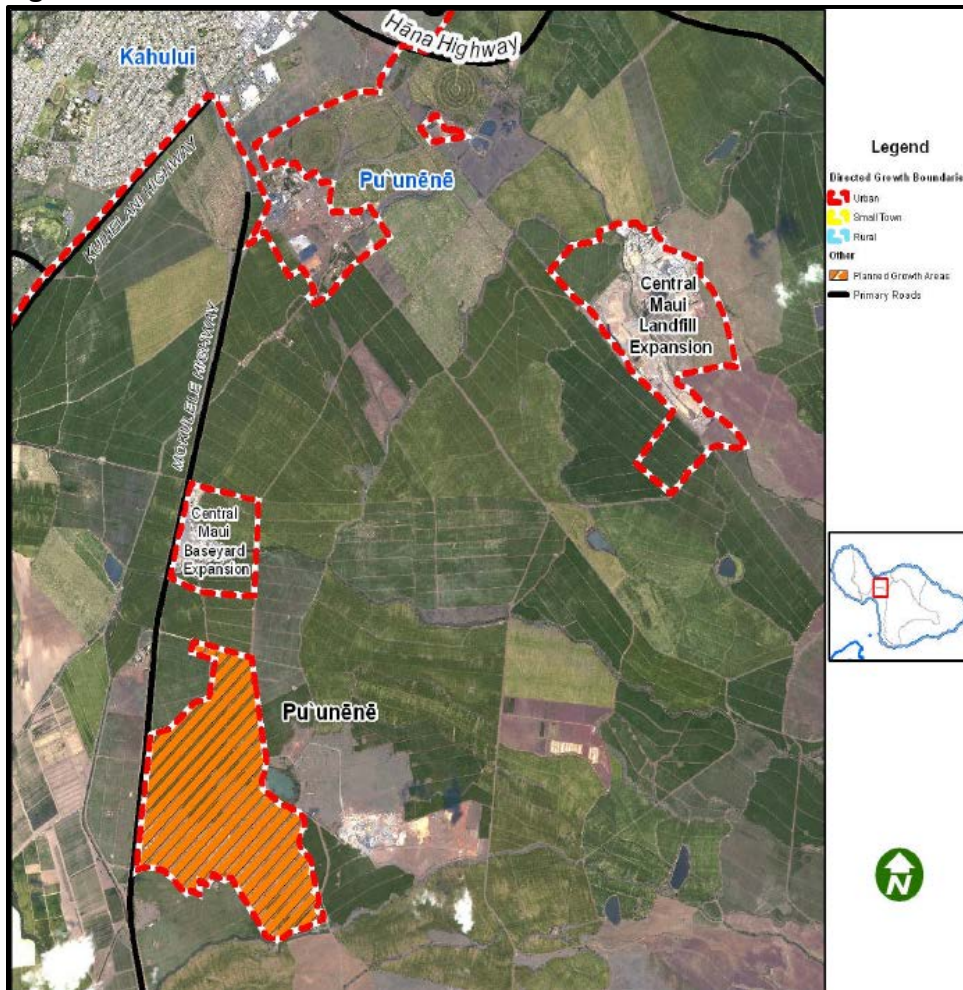 Hāna Highway
Kahului
KUIHELANI HIGHWAY
Pu`unēnē
MOKULELE HIGHWAY
Central
Maui
Landfill
Expansion
Central
Maui
Baseyard
Expansion
Pu`unēnē
Legend
Directed Growth Boundarie
Urban
Small Town
Rural
Other
Planned Growth Areas
Primary Roads
N